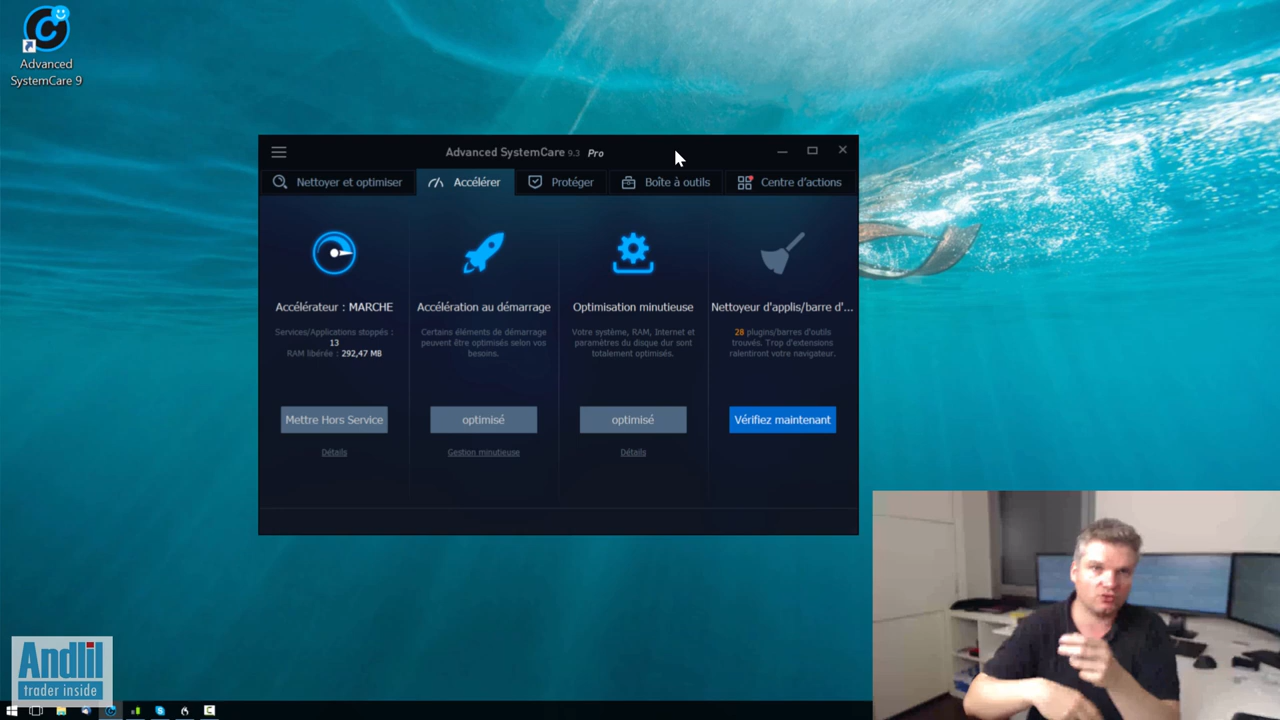 Advanced
SystemCare 9
Advanced SystemCare 9.3 Pro
Nettoyer et optimiser
Accélérer
Protéger
Boîte à outils
Centre d'actions
Accélérateur : MARCHE
Services/Applications stoppés :
13
RAM libérée : 292,47 MB
Mettre Hors Service
Détails
Accélération au démarrage
Certains éléments de démarrage
peuvent être optimisés selon vos
besoins.
optimisé
Gestion minutieuse
Optimisation minutieuse
Votre système, RAM, Internet et
paramètres du disque dur sont
totalement optimisés.
optimisé
Détails
Nettoyeur d'applis/barre d'...
28 plugins/barres d'outils
trouvés. Trop d'extensions
ralentiront votre navigateur.
Vérifiez maintenant
Andlil
trader inside